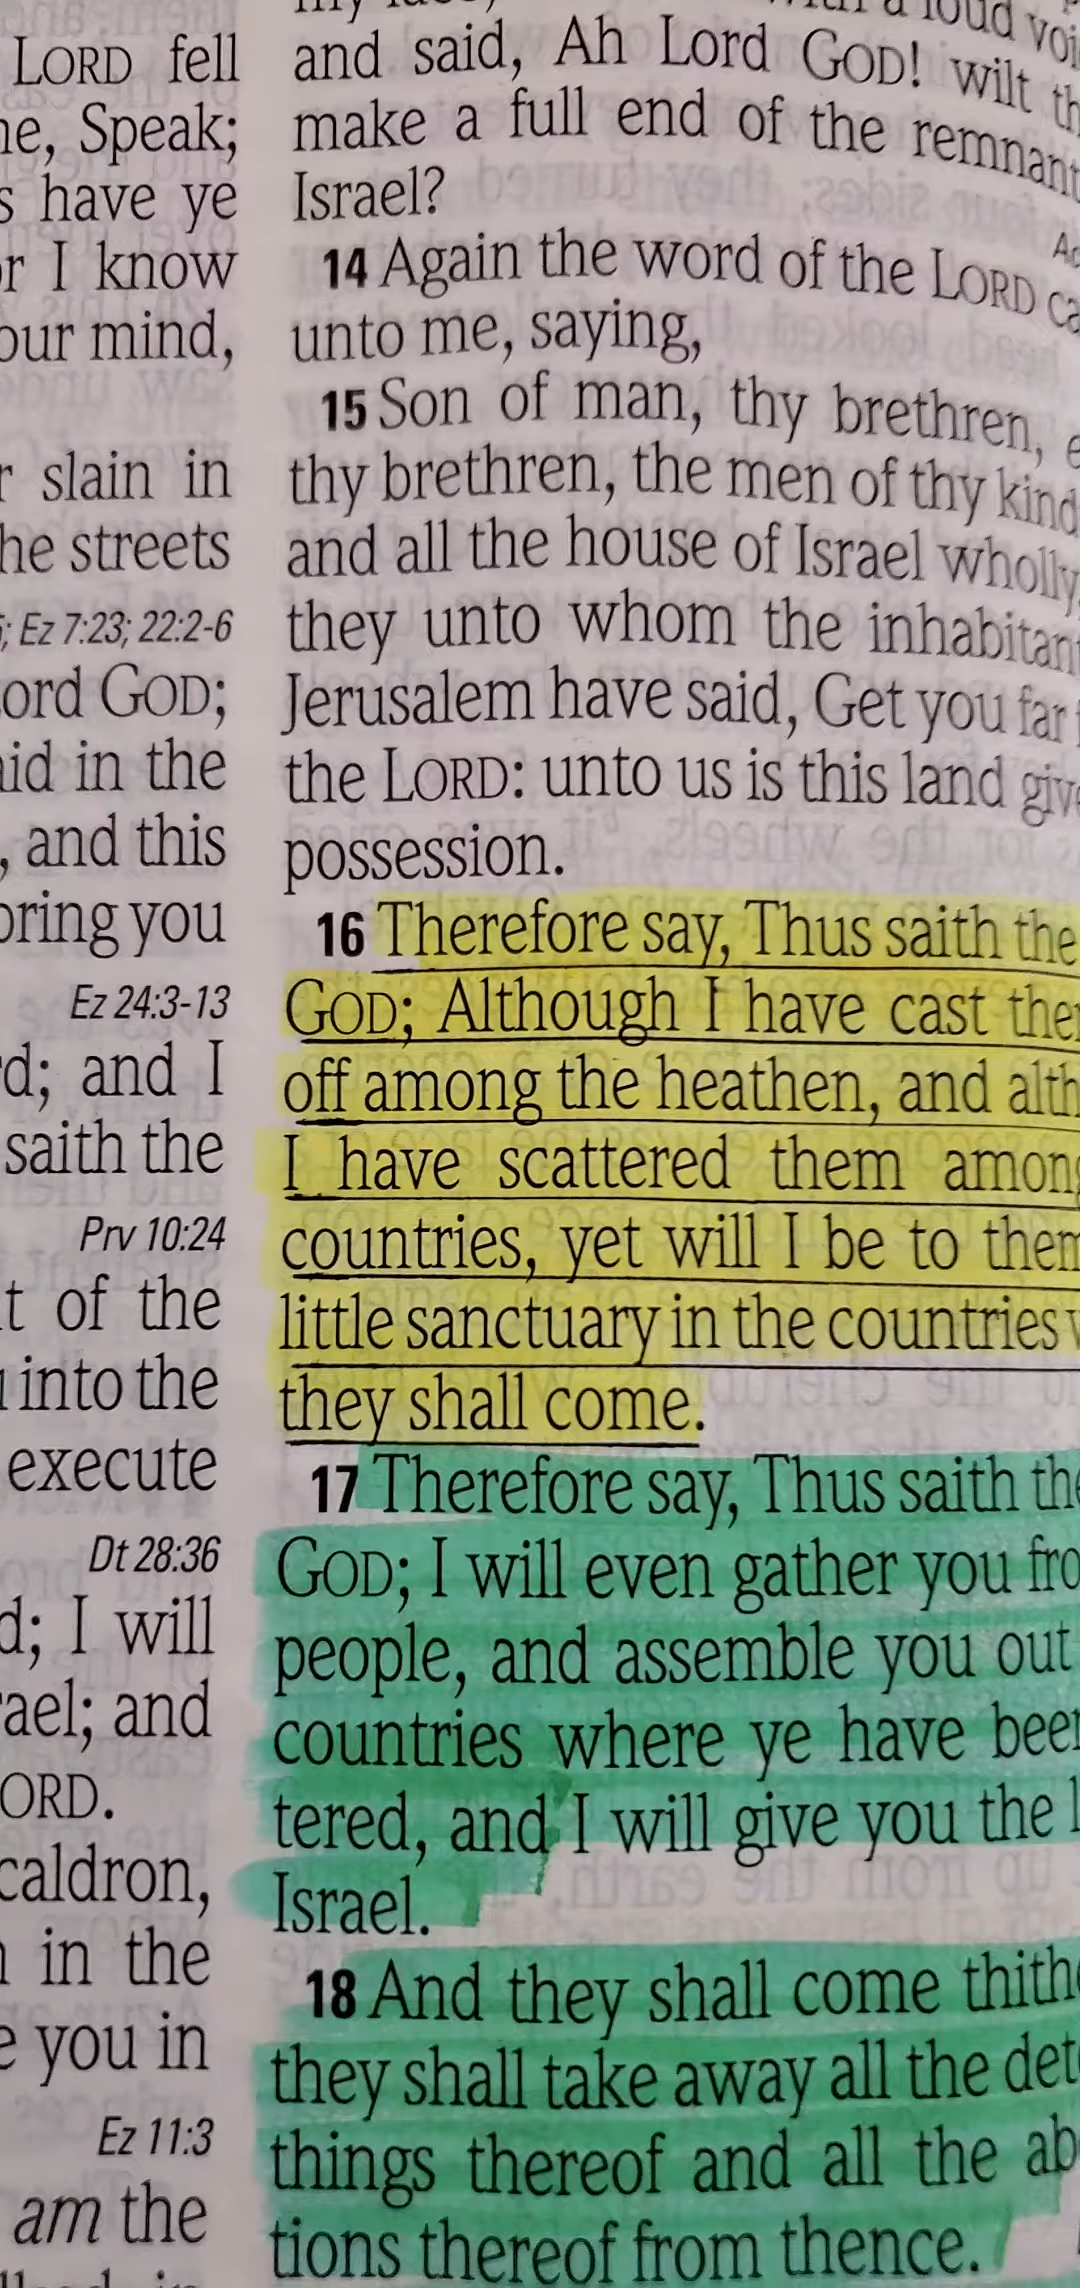 LORD fell
Speak;
have ye
I know
mind,
slain in
streets
Ez 7:23; 22:2-6
GOD;
in the
, and this
you
Ez 24:3-13
and I
saith the
Prv 10:24
of the
into the
execute
Dt 28:36
I will
and
caldron,
in the
you in
Ez 11:3
am the
in
and said, Ah Lord GOD! wilt
make a full end of the remnant
Israel?
14 Again the word of the LORD
unto me, saying,
15 Son of man, thy brethren,
thy brethren, the men of thy
and all the house of Israel wholly,
they unto whom the
Jerusalem have said, Get you far
the LORD: unto us is this land
possession.
16 Therefore say, Thus saith the
GOD; Although I have cast
off among the heathen, and
I have scattered them
countries, yet will I be to
little sanctuary in the countries
they shall come.
17 Therefore say, Thus saith
GOD; I will even gather you
people, and assemble you out
countries where ye have
tered, and I will give you the
Israel.
18 And they shall come
they shall take away all the
things thereof and all the
tions thereof from thence.